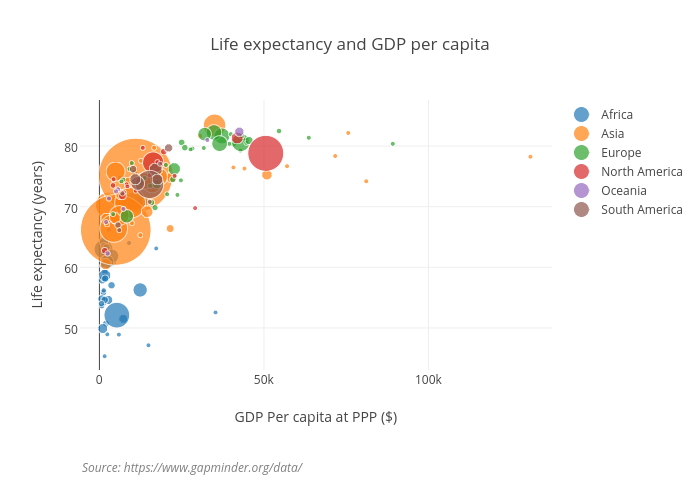 Life expectancy and GDP per capita
Africa
Asia
Europe
North America
Oceania
South America
80
70
60
50
Life expectancy (years)
0
50k
100k
GDP Per capita at PPP ($)
Source: https://www.gapminder.org/data/